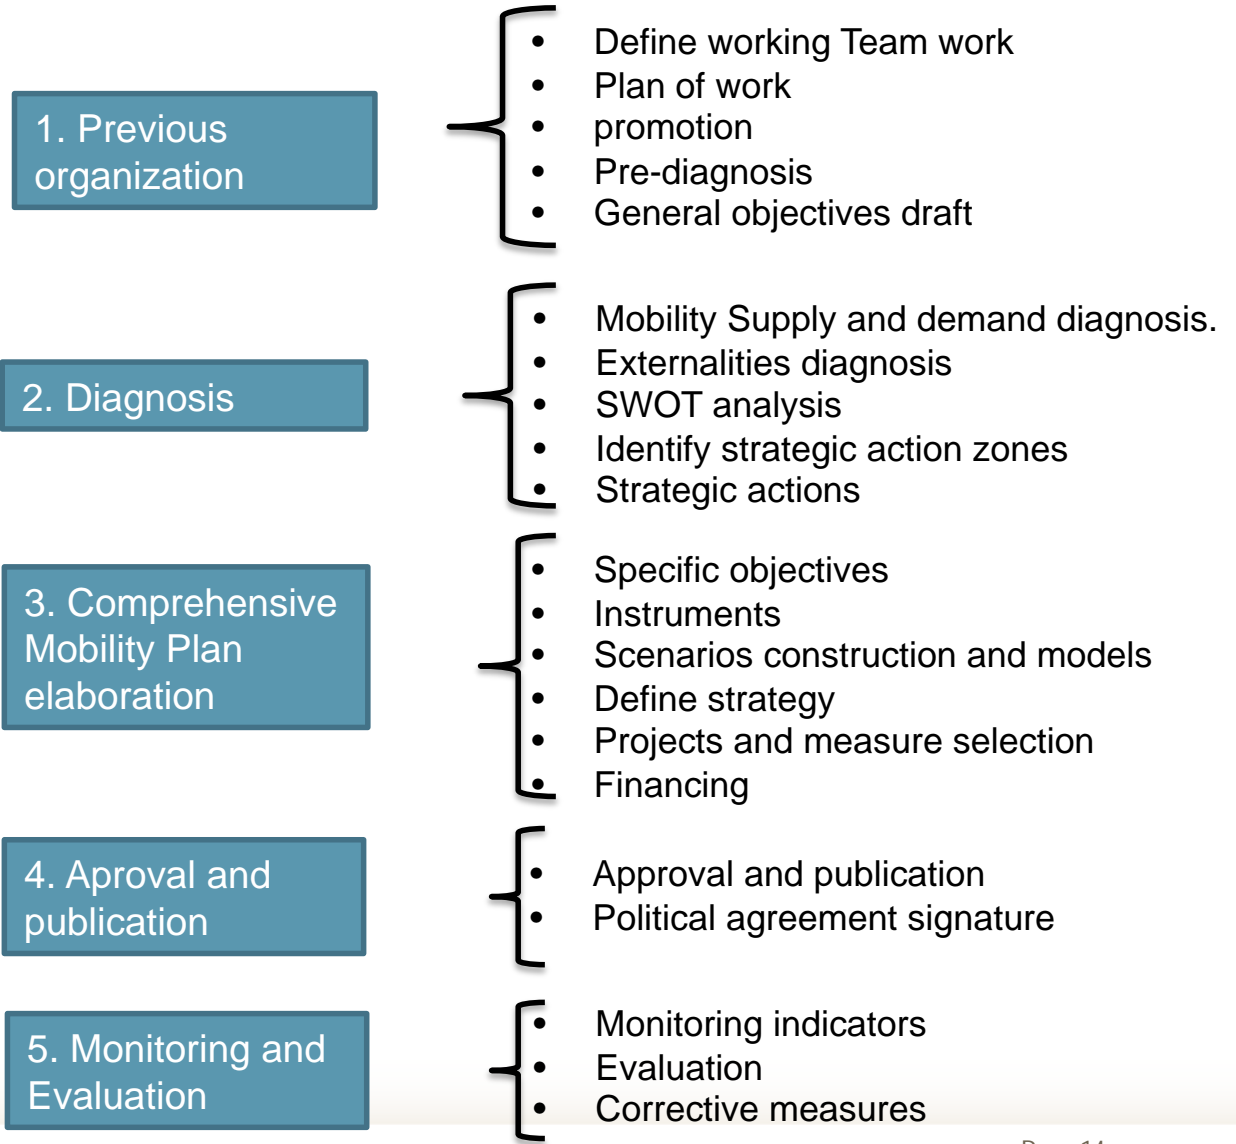 1. Previous
organization
• Define working Team work
• Plan of work
• promotion
• Pre-diagnosis
• General objectives draft
2. Diagnosis
• Mobility Supply and demand diagnosis.
• Externalities diagnosis
• SWOT analysis
• Identify strategic action zones
• Strategic actions
3. Comprehensive
Mobility Plan
elaboration
• Specific objectives
• Instruments
• Scenarios construction and models
• Define strategy
• Projects and measure selection
• Financing
4. Aproval and
publication
• Approval and publication
• Political agreement signature
5. Monitoring and
Evaluation
• Monitoring indicators
• Evaluation
• Corrective measures